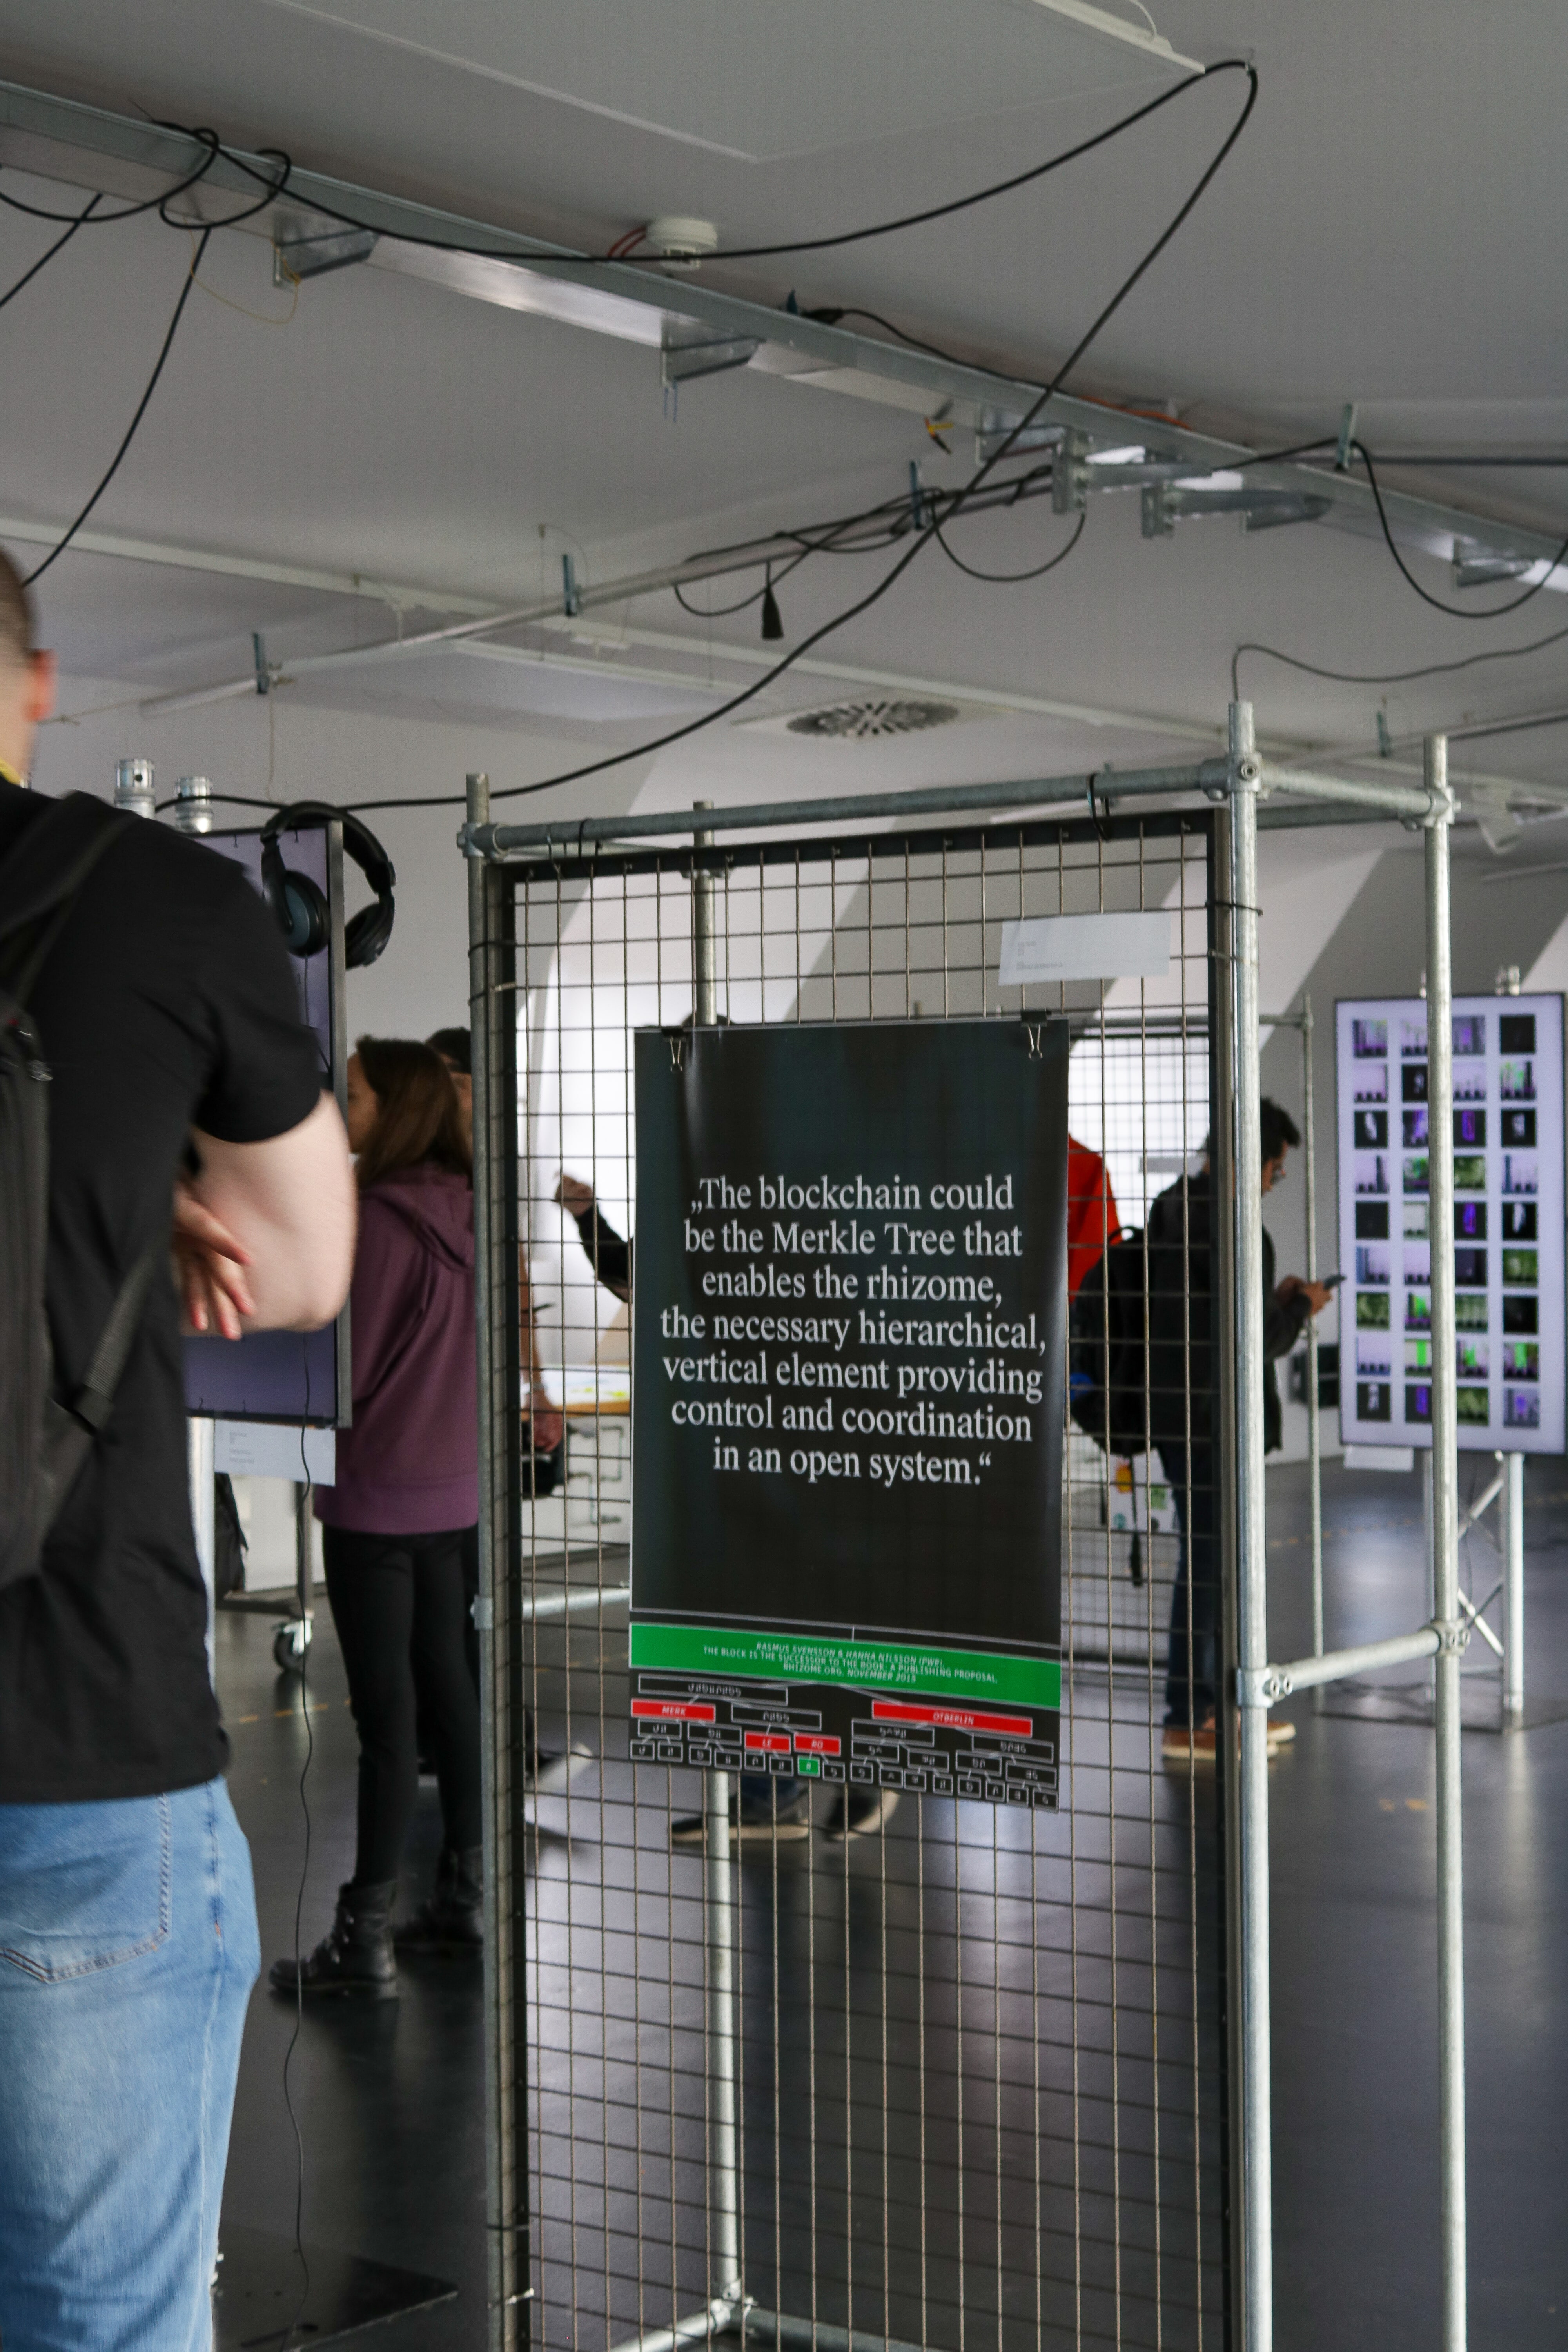 „The blockchain could
be the Merkle Tree that
enables the rhizome,
the necessary hierarchical,
vertical element providing
control and coordination
in an open system.“
RASMUS SVENSSON & HANNA NILSSON (PWR),
THE BLOCK IS THE SUCCESSOR TO THE BOOK: A PUBLISHING PROPOSAL,
RHIZOME.ORG, NOVEMBER 2015
MERK
OTBERLIN
LE
RO